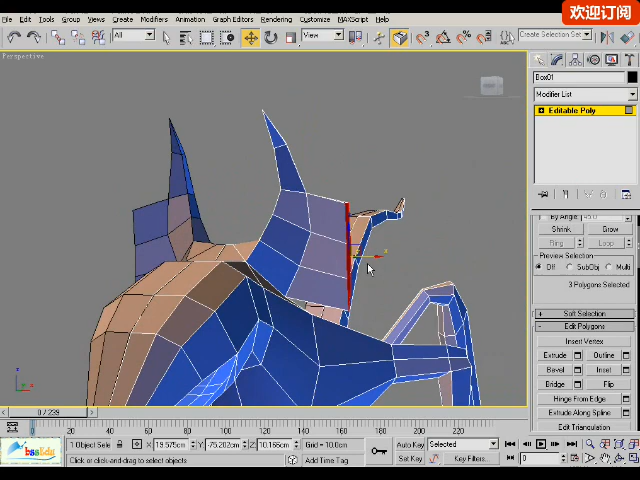 欢迎订阅
File Edit Tools Group Views Create Modifiers Animation Graph Editors Rendering Customize MAXScript Help
All View Create Selection Set
Perspective
Box01
Modifier List
Editable Poly
By Angle: 45.0
Shrink Grow
Ring Loop
Preview Selection
Off SubObj Multi
3 Polygons Selected
Soft Selection
Edit Polygons
Insert Vertex
Extrude Outline
Bevel Inset
Bridge Flip
Hinge From Edge
Extrude Along Spline
Edit Triangulation
0 / 239
0 20 40 60 80 100 120 140 160 180 200 220
1 Object Sele X: 19.575cm Y: -75.202cm Z: 10.166cm Grid = 10.0cm Auto Key Selected
Click or click-and-drag to select objects Add Time Tag Set Key Key Filters... 0